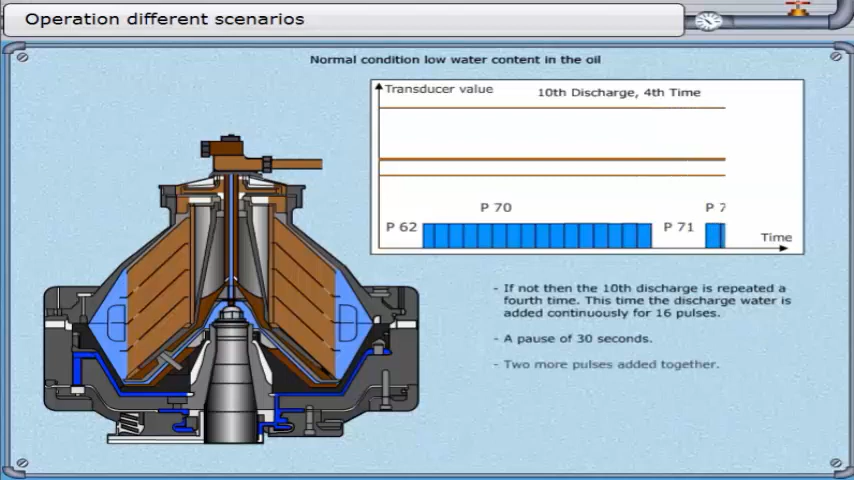 Operation different scenarios
Normal condition low water content in the oil
Transducer value
10th Discharge, 4th Time
P 70
P 7
P 62
P 71
Time
- If not then the 10th discharge is repeated a
fourth time. This time the discharge water is
added continuously for 16 pulses.
- A pause of 30 seconds.
- Two more pulses added together.